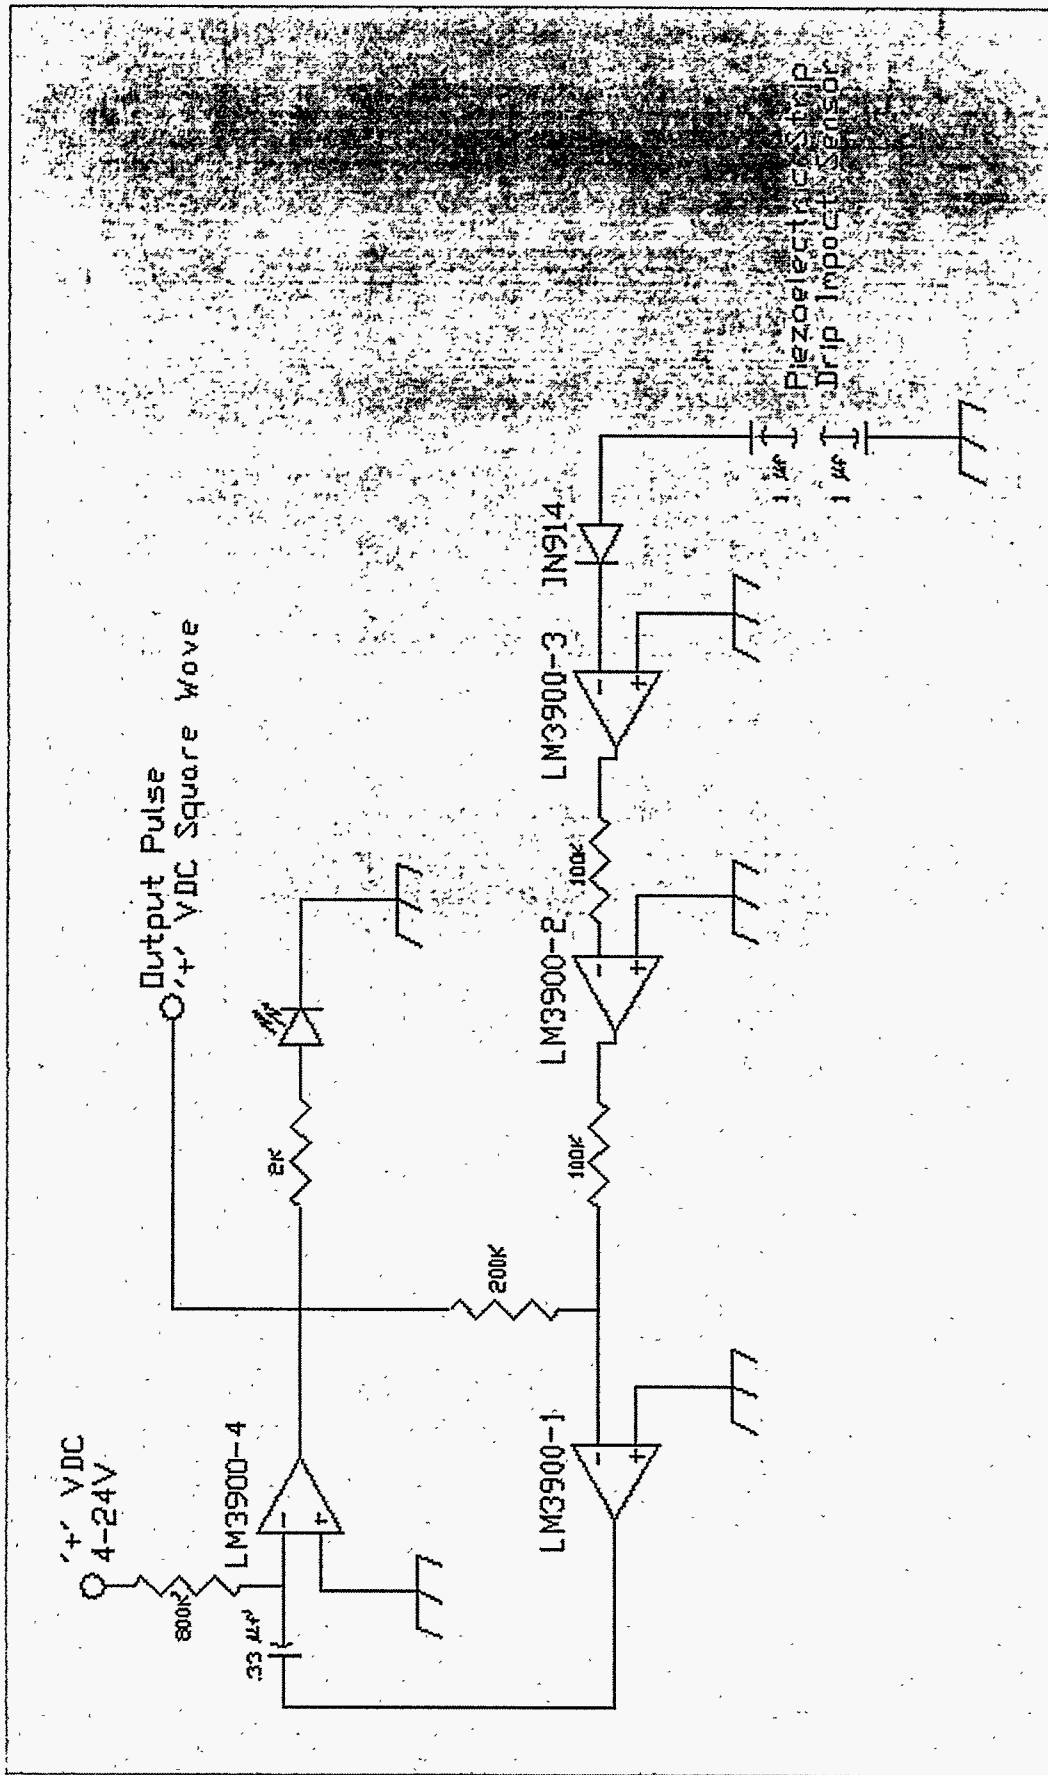 '+' VDC
4-24V
800K
.33 µf
LM3900-4
Output Pulse
'+' VDC Square Wave
2K
200K
LM3900-1
100K
LM3900-2
100K
LM3900-3
IN914
1 µf
1 µf
Piezoelectric Strip
Drip Impact Sensor